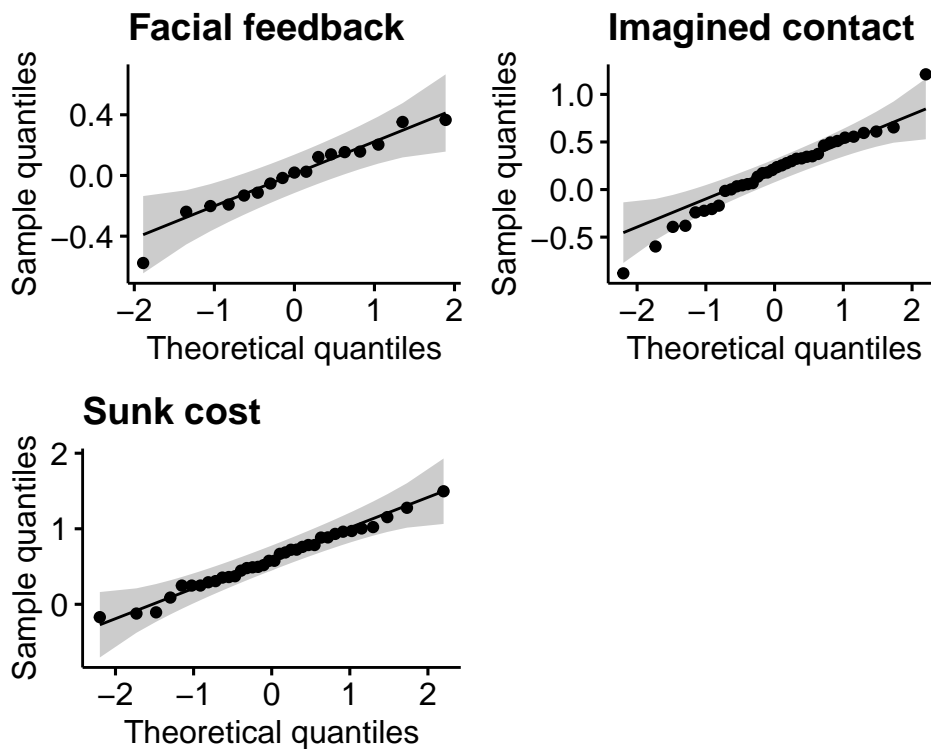 Facial feedback
Sample quantiles
0.4
0.0
−0.4
−2 −1 0 1 2
Theoretical quantiles
Imagined contact
Sample quantiles
1.0
0.5
0.0
−0.5
−2 −1 0 1 2
Theoretical quantiles
Sunk cost
Sample quantiles
2
1
0
−2 −1 0 1 2
Theoretical quantiles